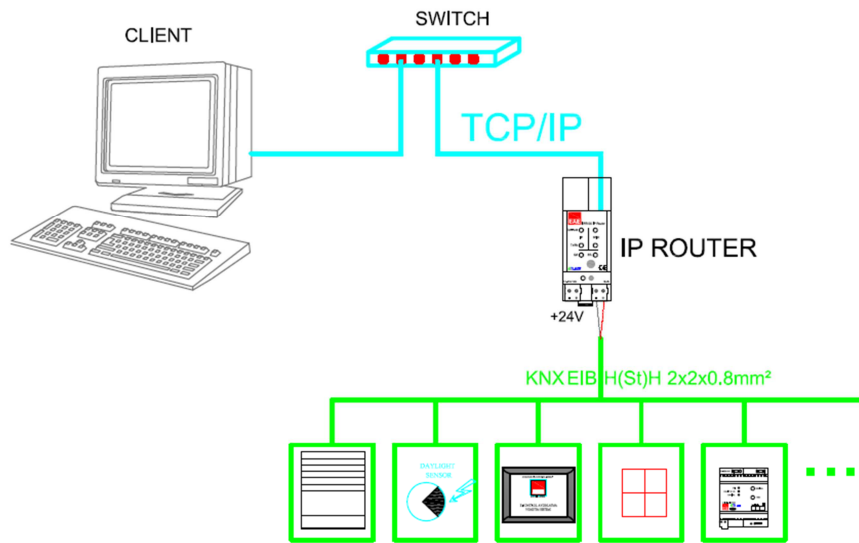 CLIENT
SWITCH
TCP/IP
IP ROUTER
+24V
KNX EIB H(St)H 2x2x0.8mm²
DAYLIGHT
SENSOR